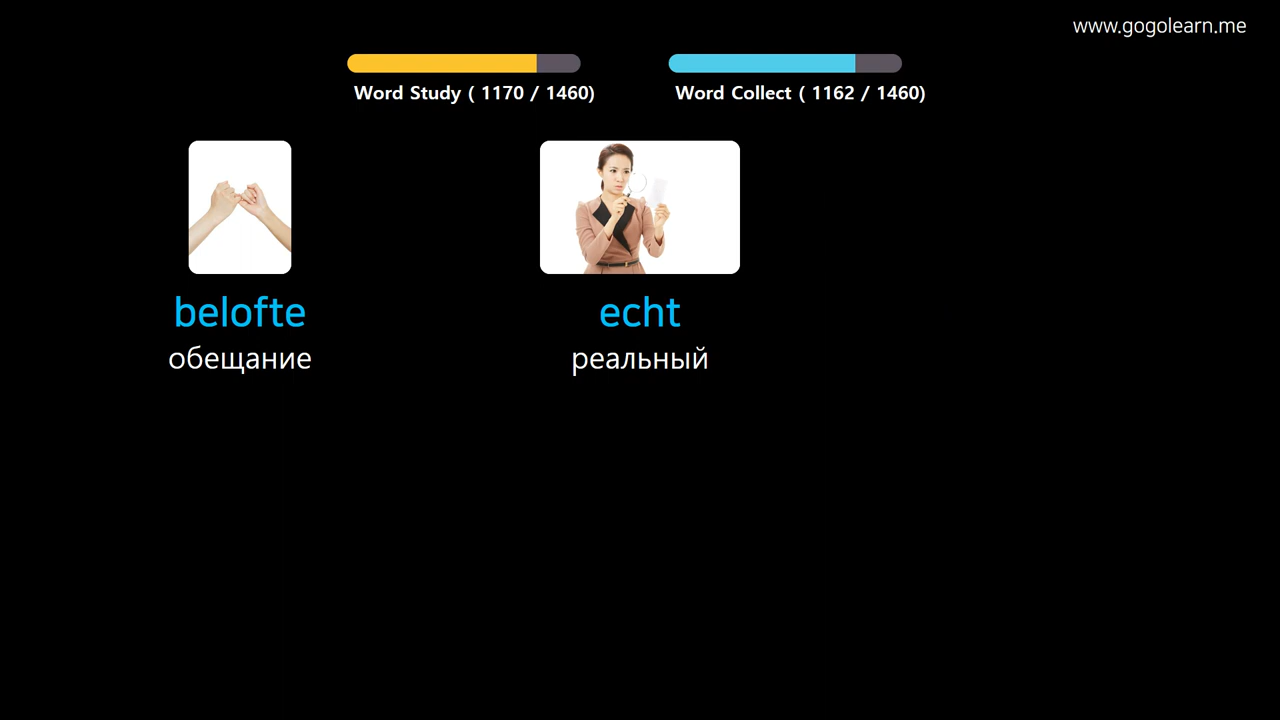 www.gogolearn.me
Word Study ( 1170 / 1460)
Word Collect ( 1162 / 1460)
belofte
обещание
echt
реальный